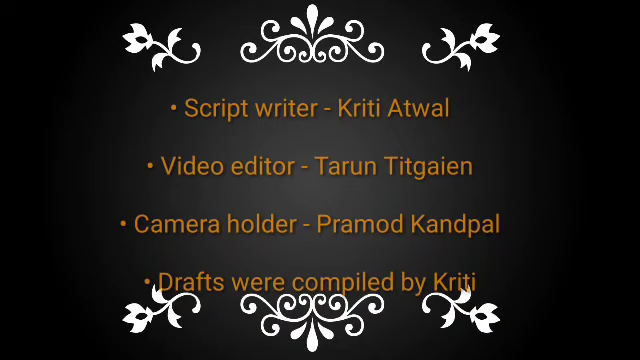 • Script writer - Kriti Atwal
• Video editor - Tarun Titgaien
• Camera holder - Pramod Kandpal
• Drafts were compiled by Kriti